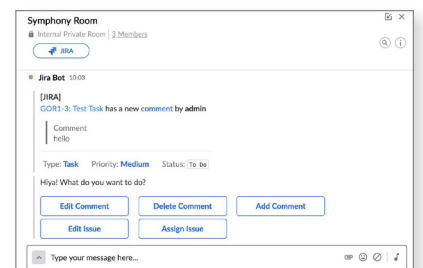 Symphony Room
Internal Private Room | 3 Members
JIRA
Jira Bot 10:03
[JIRA]
GOR1-3: Test Task has a new comment by admin
Comment
hello
Type: Task Priority: Medium Status: To Do
Hiya! What do you want to do?
Edit Comment Delete Comment Add Comment
Edit Issue Assign Issue
Type your message here...